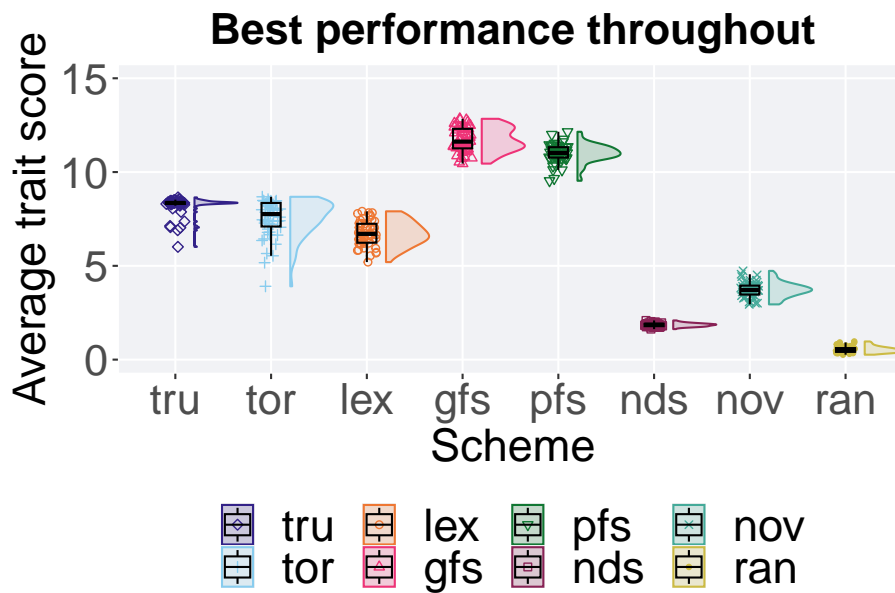 Best performance throughout
Average trait score
15
10
5
0
tru tor lex gfs pfs nds nov ran
Scheme
tru lex pfs nov
tor gfs nds ran